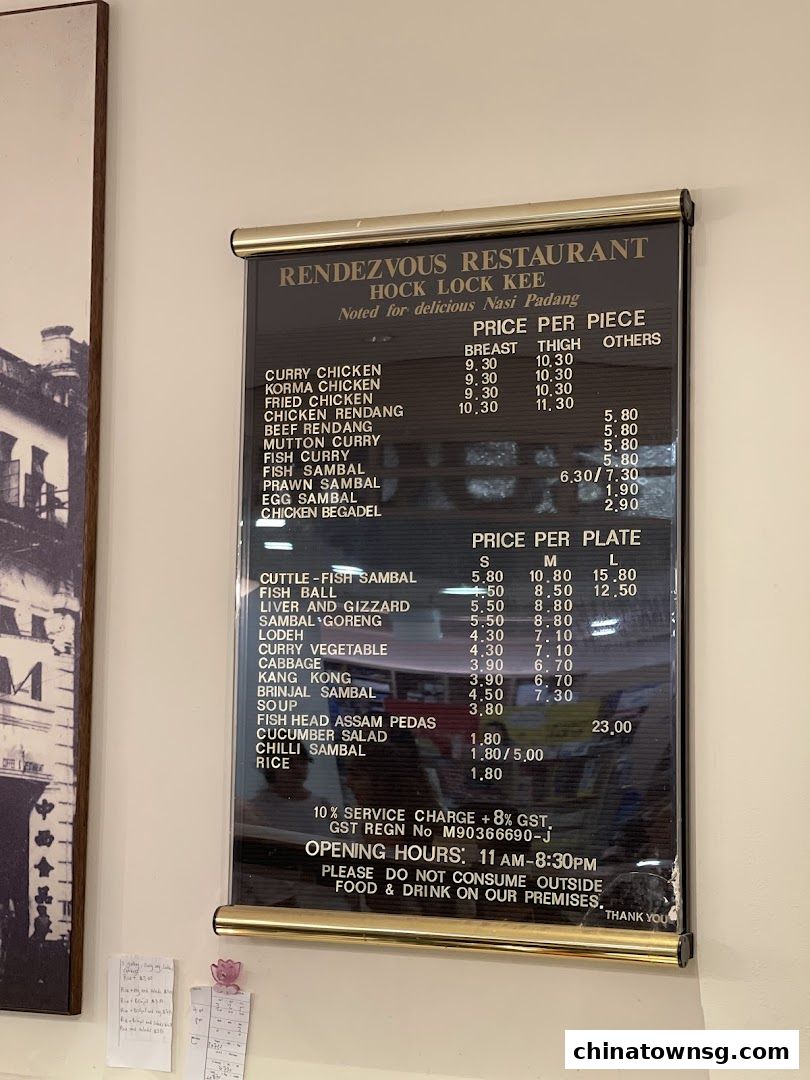 RENDEZVOUS RESTAURANT
HOCK LOCK KEE
Noted for delicious Nasi Padang
PRICE PER PIECE
BREAST THIGH OTHERS
CURRY CHICKEN 9.30 10.30
KORMA CHICKEN 9.30 10.30
FRIED CHICKEN 9.30 10.30
CHICKEN RENDANG 10.30 11.30
BEEF RENDANG 5.80
MUTTON CURRY 5.80
FISH CURRY 5.80
FISH SAMBAL 5.80
PRAWN SAMBAL 6.30/7.30
EGG SAMBAL 1.90
CHICKEN BEGADEL 2.90
PRICE PER PLATE
S M L
CUTTLE-FISH SAMBAL 5.80 10.80 15.80
FISH BALL 4.50 8.50 12.50
LIVER AND GIZZARD 5.50 8.80
SAMBAL GORENG 5.50 8.80
LODEH 4.30 7.10
CURRY VEGETABLE 4.30 7.10
CABBAGE 3.90 6.70
KANG KONG 3.90 6.70
BRINJAL SAMBAL 4.50 7.30
SOUP 3.80
FISH HEAD ASSAM PEDAS 23.00
CUCUMBER SALAD 1.80
CHILLI SAMBAL 1.80/5.00
RICE 1.80
10% SERVICE CHARGE + 8% GST.
GST REGN No M90366690-J
OPENING HOURS: 11 AM-8:30PM
PLEASE DO NOT CONSUME OUTSIDE
FOOD & DRINK ON OUR PREMISES.
THANK YOU
chinatownsg.com